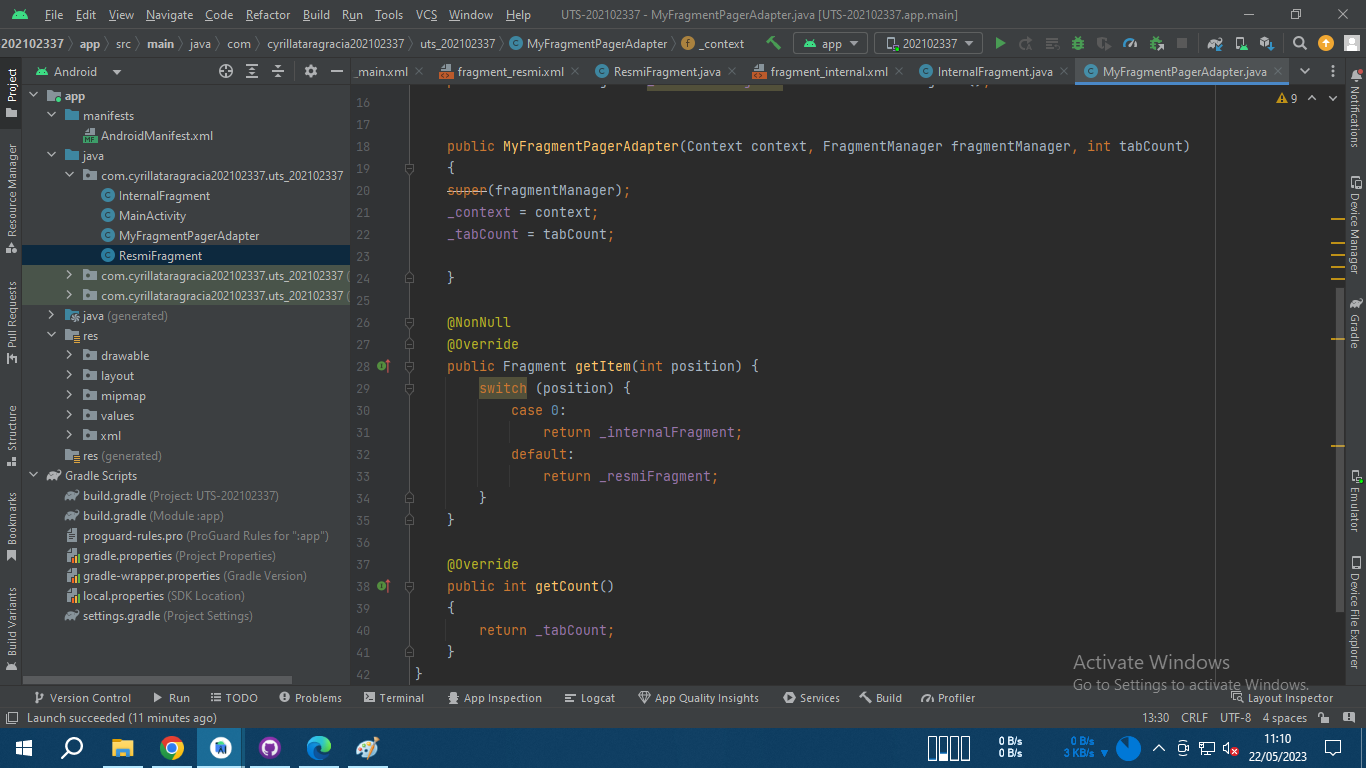 File Edit View Navigate Code Refactor Build Run Tools VCS Window Help UTS-202102337 - MyFragmentPagerAdapter.java [UTS-202102337.app.main]
202102337 app src main java com cyrillataragracia202102337 uts_202102337 MyFragmentPagerAdapter _context app 202102337
Android _main.xml fragment_resmi.xml ResmiFragment.java fragment_internal.xml InternalFragment.java MyFragmentPagerAdapter.java
Project
Resource Manager
Pull Requests
Structure
Bookmarks
Build Variants
app
manifests
AndroidManifest.xml
java
com.cyrillataragracia202102337.uts_202102337
InternalFragment
MainActivity
MyFragmentPagerAdapter
ResmiFragment
com.cyrillataragracia202102337.uts_202102337 (
com.cyrillataragracia202102337.uts_202102337 (
java (generated)
res
drawable
layout
mipmap
values
xml
res (generated)
Gradle Scripts
build.gradle (Project: UTS-202102337)
build.gradle (Module :app)
proguard-rules.pro (ProGuard Rules for ":app")
gradle.properties (Project Properties)
gradle-wrapper.properties (Gradle Version)
local.properties (SDK Location)
settings.gradle (Project Settings)
9
16
17
18 public MyFragmentPagerAdapter(Context context, FragmentManager fragmentManager, int tabCount)
19 {
20 super(fragmentManager);
21 _context = context;
22 _tabCount = tabCount;
23
24 }
25
26 @NonNull
27 @Override
28 public Fragment getItem(int position) {
29 switch (position) {
30 case 0:
31 return _internalFragment;
32 default:
33 return _resmiFragment;
34 }
35 }
36
37 @Override
38 public int getCount()
39 {
40 return _tabCount;
41 }
42 }
Notifications
Device Manager
Gradle
Emulator
Device File Explorer
Activate Windows
Go to Settings to activate Windows.
Version Control Run TODO Problems Terminal App Inspection Logcat App Quality Insights Services Build Profiler Layout Inspector
Launch succeeded (11 minutes ago) 13:30 CRLF UTF-8 4 spaces
0 B/s 0 B/s 11:10
0 B/s 3 KB/s 22/05/2023